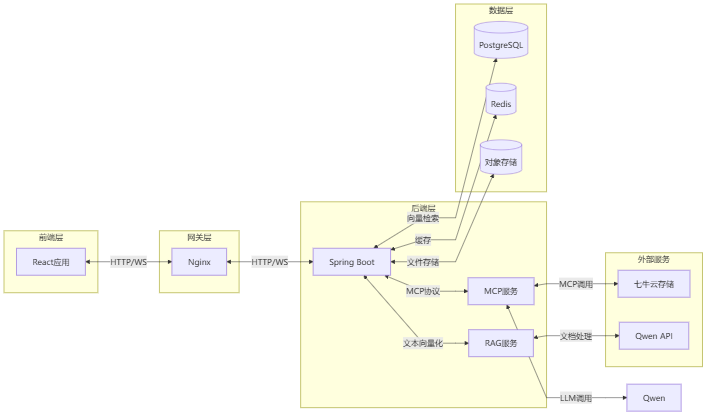 数据层
PostgreSQL
Redis
对象存储
后端层
向量检索
缓存
前端层
网关层
外部服务
React应用
HTTP/WS
Nginx
HTTP/WS
Spring Boot
文件存储
MCP协议
MCP服务
MCP调用
七牛云存储
文本向量化
RAG服务
文档处理
Qwen API
LLM调用
Qwen